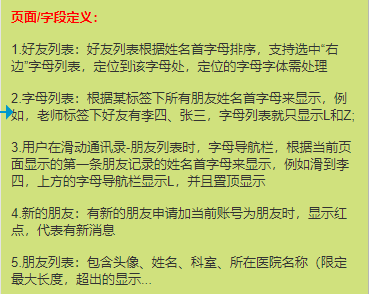 页面/字段定义：
1.好友列表：好友列表根据姓名首字母排序，支持选中“右
边”字母列表，定位到该字母处，定位的字母字体需处理
2.字母列表：根据某标签下所有朋友姓名首字母来显示，例
如，老师标签下好友有李四、张三，字母列表就只显示L和Z;
3.用户在滑动通讯录-朋友列表时，字母导航栏，根据当前页
面显示的第一条朋友记录的姓名首字母来显示，例如滑到李
四，上方的字母导航栏显示L，并且置顶显示
4.新的朋友：有新的朋友申请加当前账号为朋友时，显示红
点，代表有新消息
5.朋友列表：包含头像、姓名、科室、所在医院名称（限定
最大长度，超出的显示...